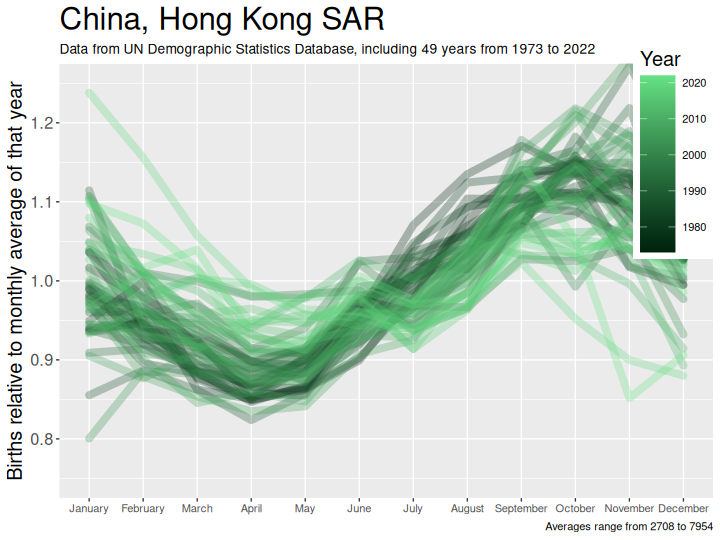 China, Hong Kong SAR
Data from UN Demographic Statistics Database, including 49 years from 1973 to 2022
Year
2020
2010
2000
1990
1980
Births relative to monthly average of that year
1.2
1.1
1.0
0.9
0.8
January February March April May June July August September October November December
Averages range from 2708 to 7954